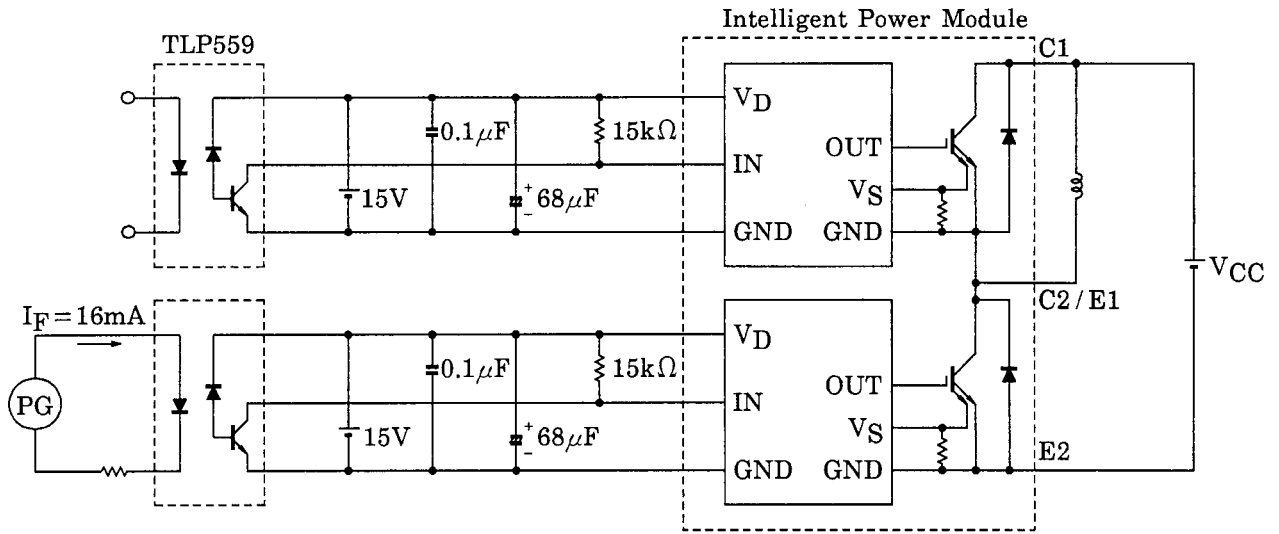 Intelligent Power Module
TLP559
C1
V_D
0.1μF
15kΩ
OUT
IN
V_S
15V
+
68μF
-
GND
GND
V_CC
C2/E1
I_F=16mA
V_D
0.1μF
15kΩ
OUT
PG
IN
V_S
15V
+
68μF
-
E2
GND
GND